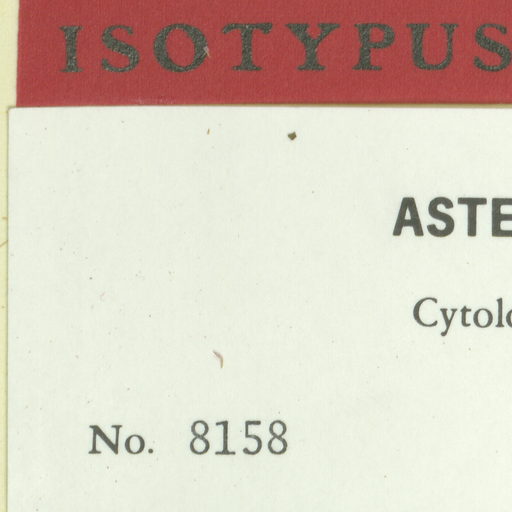 ISOTYPUS
ASTE
Cytolo
No. 8158